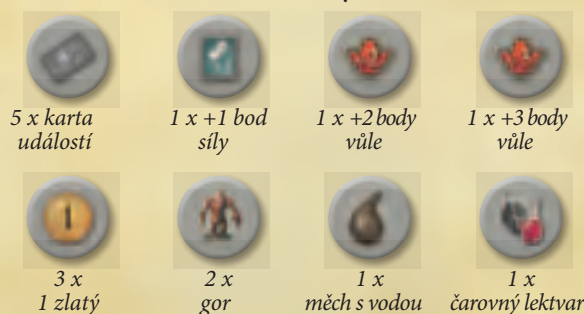 5 x karta
událostí
1 x +1 bod
síly
1 x +2 body
vůle
1 x +3 body
vůle
1
3 x
1 zlatý
2 x
gor
1 x
měch s vodou
1 x
čarovný lektvar